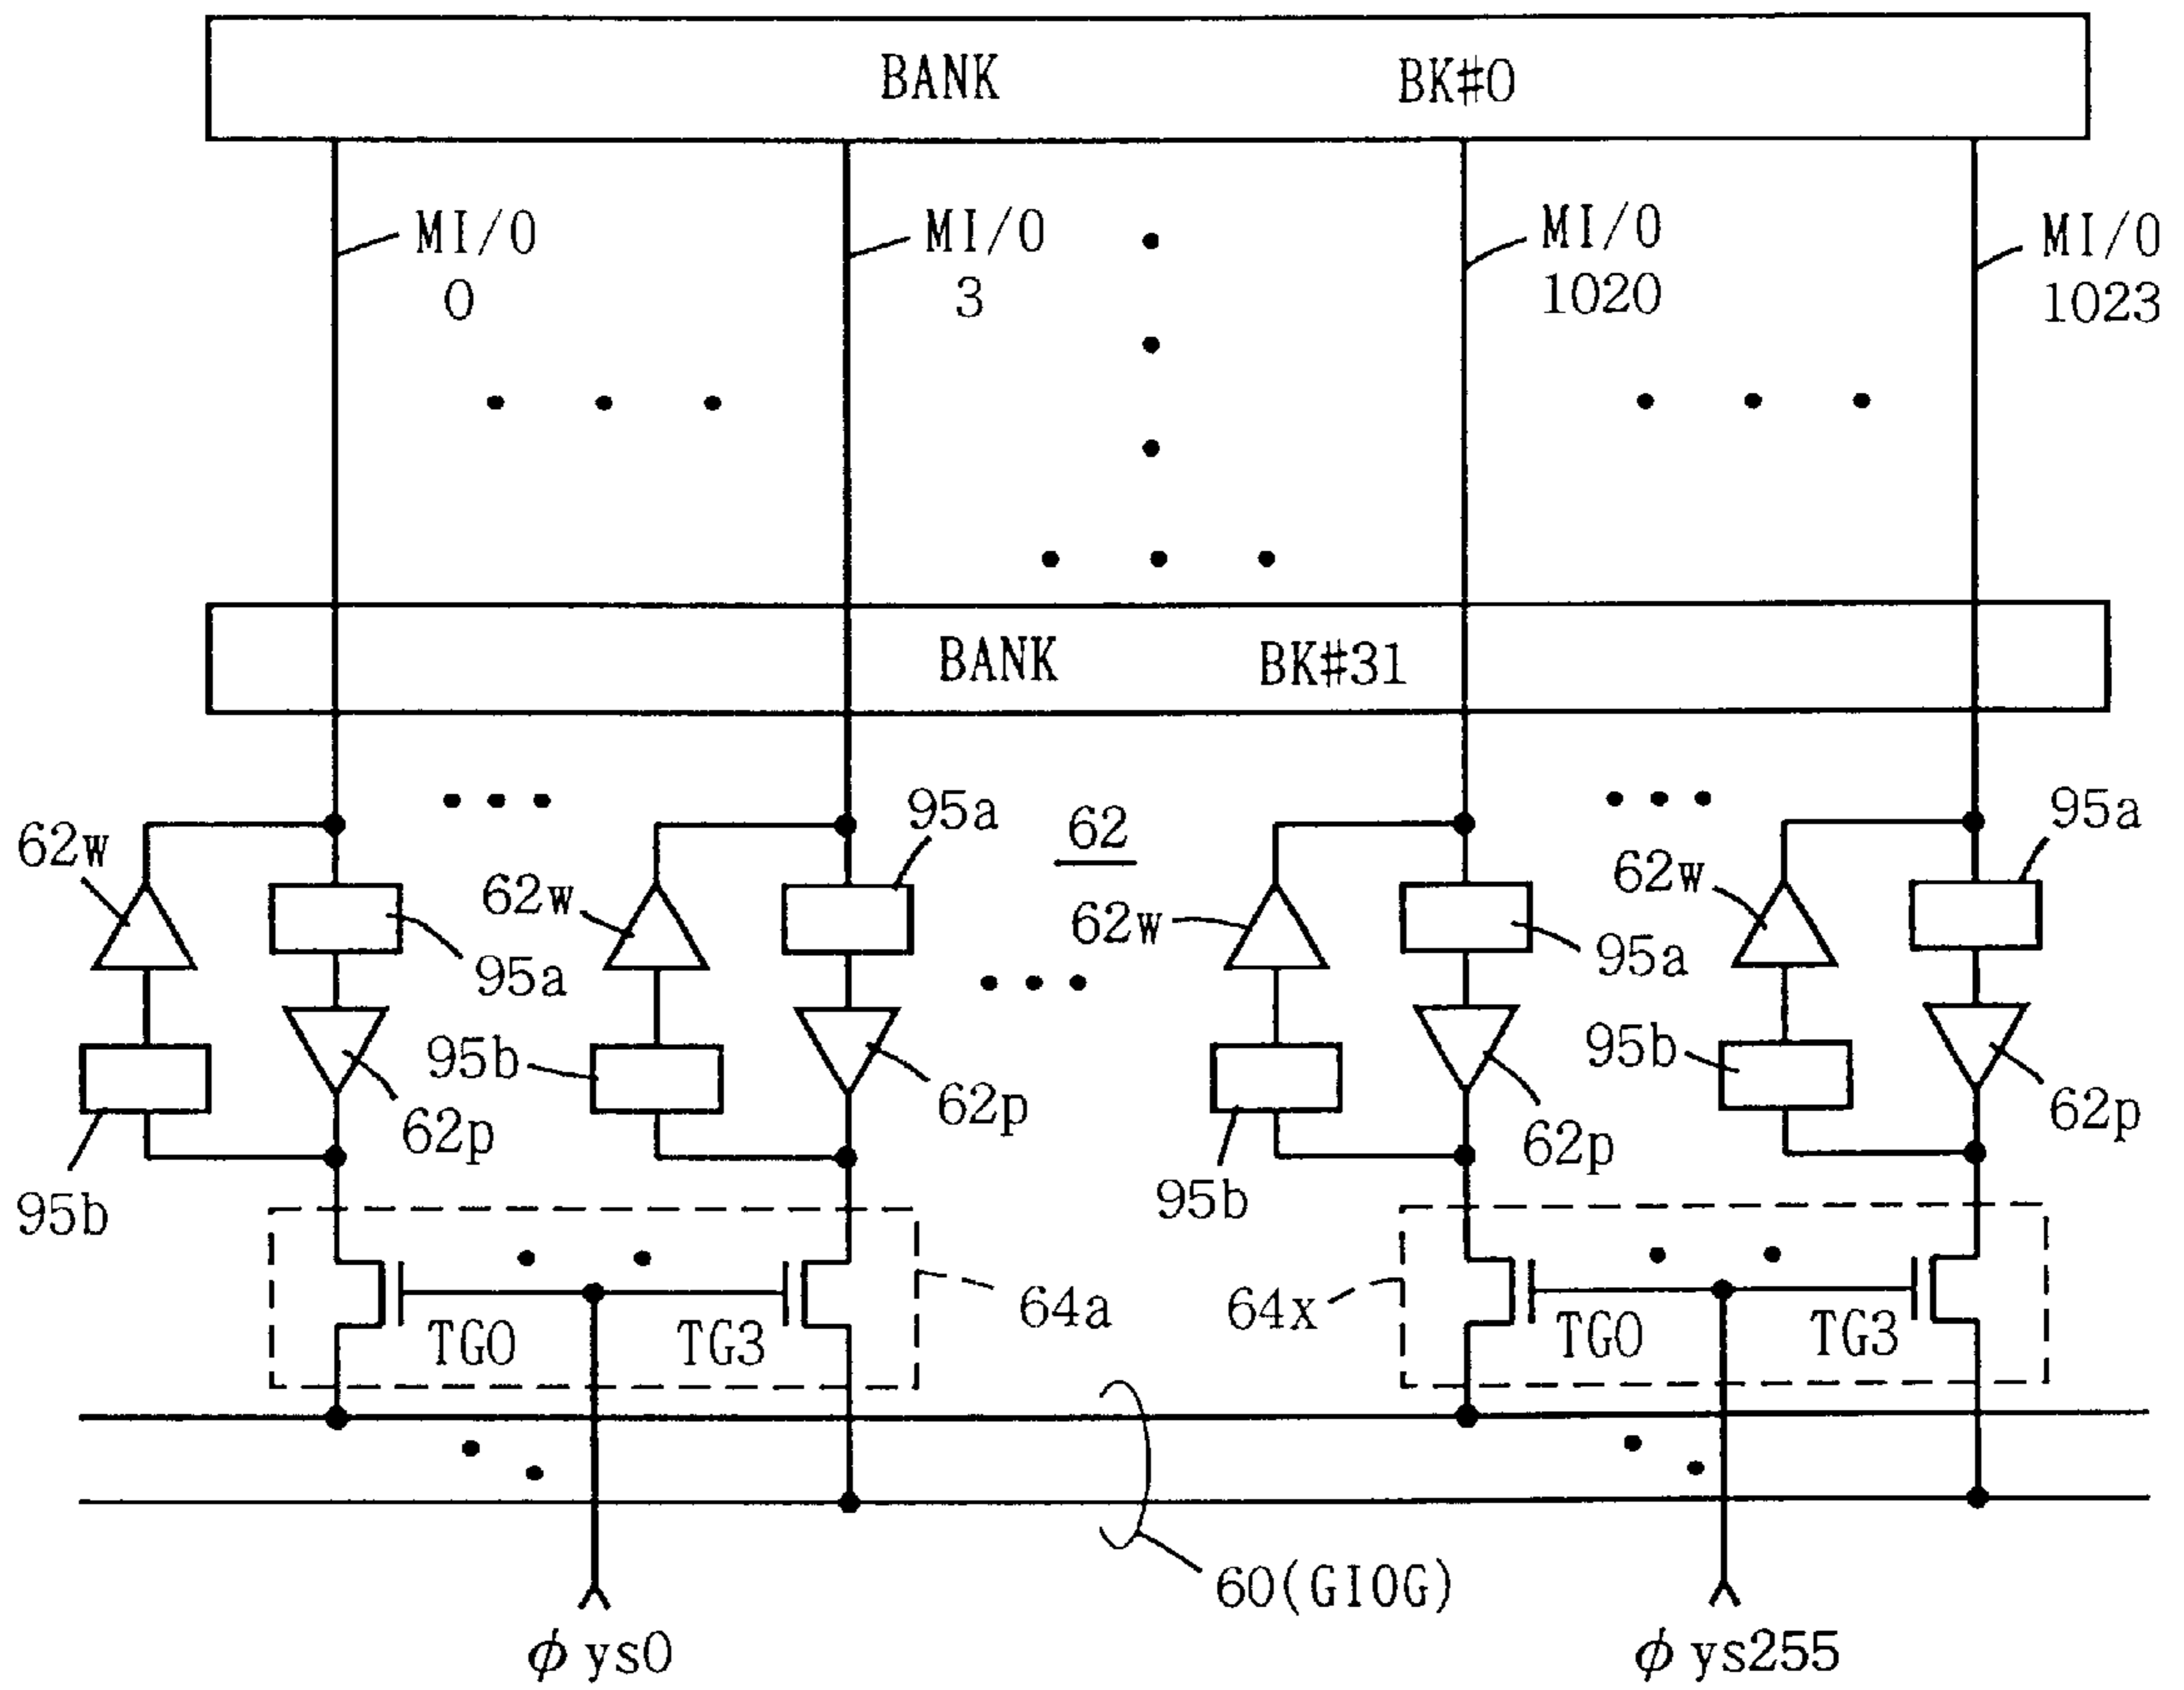 BANK BK#0
MI/O
0
MI/O
3
MI/O
1020
MI/O
1023
BANK BK#31
62w
95a
62w
95a
62
62w
95a
62w
95a
95b
62p
95b
62p
95b
62p
95b
62p
64a
64x
TG0
TG3
TG0
TG3
60(GIOG)
φys0
φys255